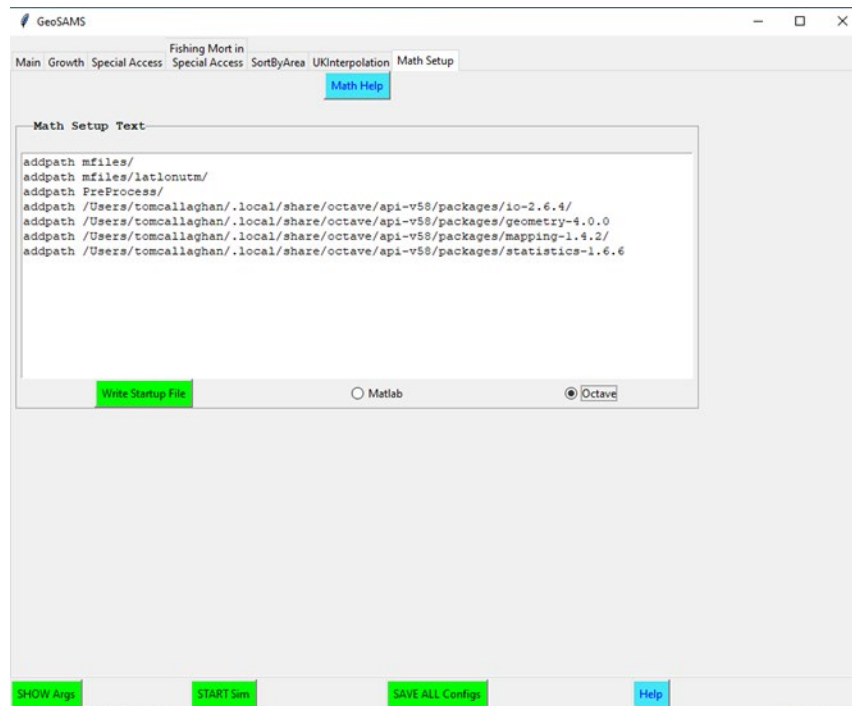 GeoSAMS
Fishing Mort in
Main Growth Special Access Special Access SortByArea UKInterpolation Math Setup
Math Help
Math Setup Text
addpath mfiles/
addpath mfiles/latlonutm/
addpath PreProcess/
addpath /Users/tomcallaghan/.local/share/octave/api-v58/packages/io-2.6.4/
addpath /Users/tomcallaghan/.local/share/octave/api-v58/packages/geometry-4.0.0
addpath /Users/tomcallaghan/.local/share/octave/api-v58/packages/mapping-1.4.2/
addpath /Users/tomcallaghan/.local/share/octave/api-v58/packages/statistics-1.6.6
Write Startup File Matlab Octave
SHOW Args START Sim SAVE ALL Configs Help